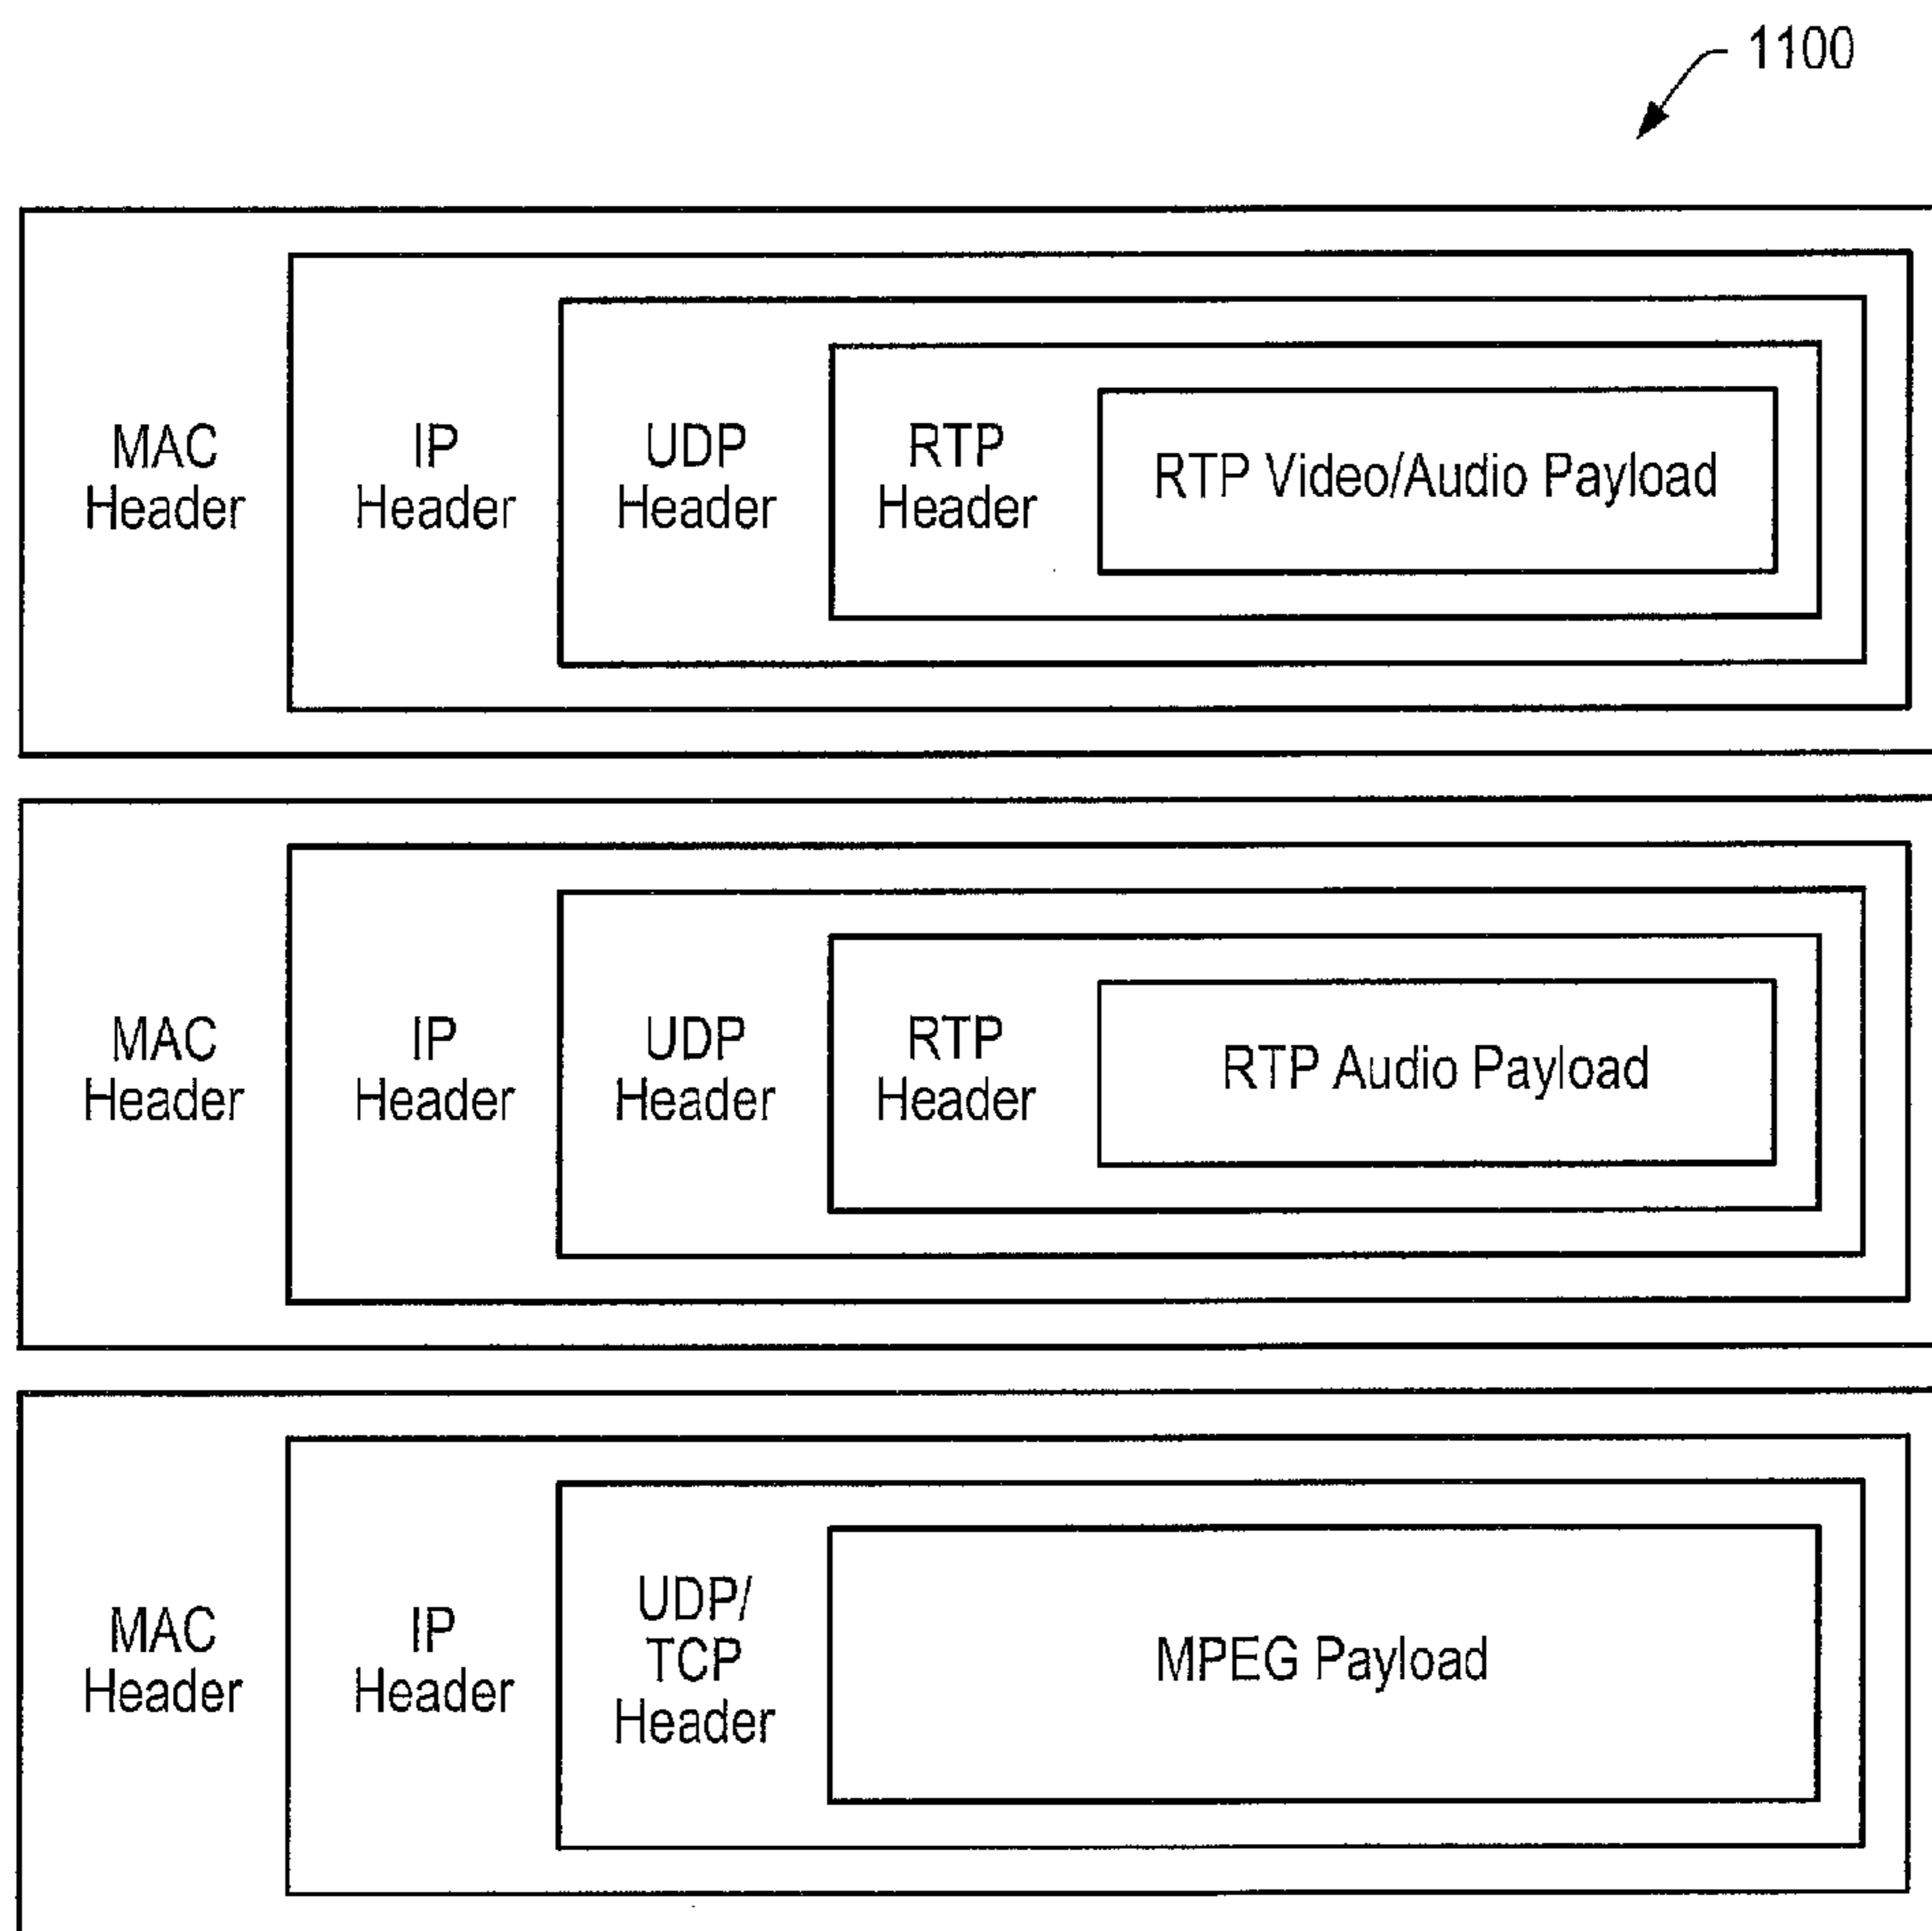 1100
MAC
Header
IP
Header
UDP
Header
RTP
Header
RTP Video/Audio Payload
MAC
Header
IP
Header
UDP
Header
RTP
Header
RTP Audio Payload
MAC
Header
IP
Header
UDP/
TCP
Header
MPEG Payload